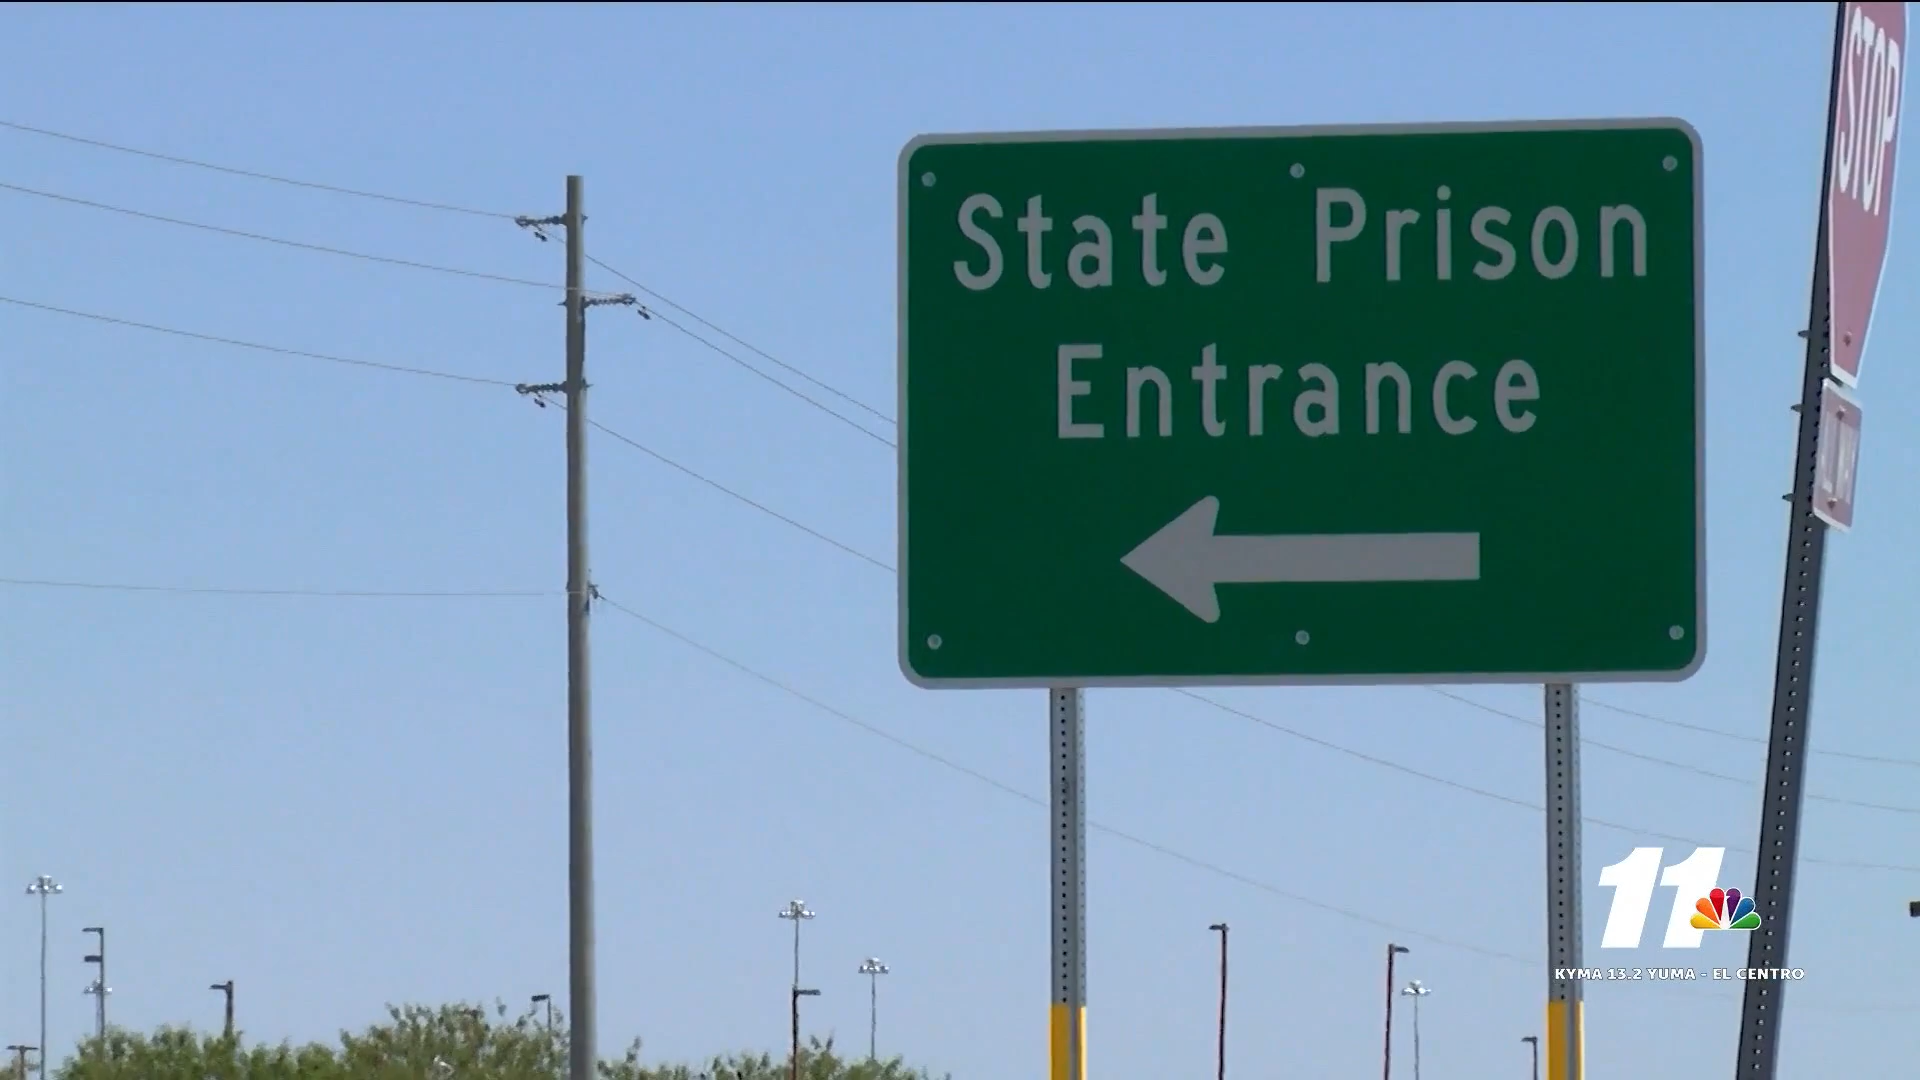 State Prison
Entrance
STOP
11
KYMA 13.2 YUMA - EL CENTRO